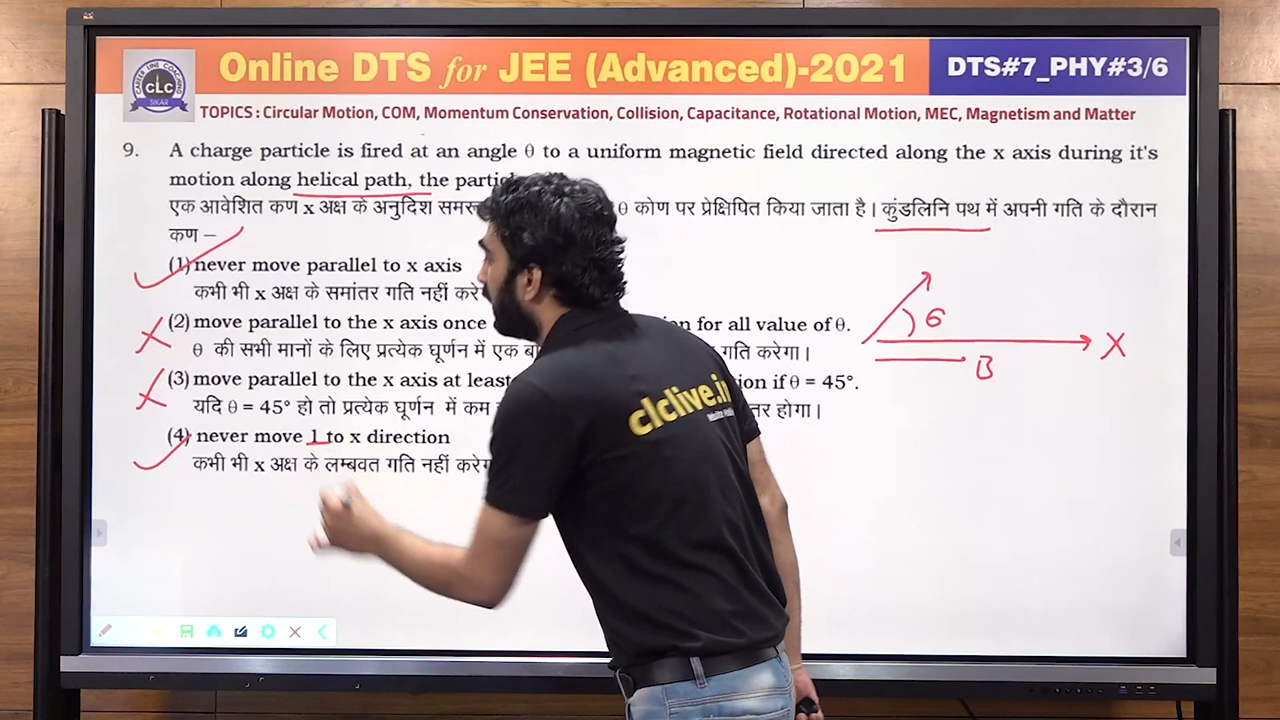 Online DTS for JEE (Advanced)-2021
DTS#7_PHY#3/6
CAREER LINE COACHING
CLC
SIKAR
TOPICS : Circular Motion, COM, Momentum Conservation, Collision, Capacitance, Rotational Motion, MEC, Magnetism and Matter
9. A charge particle is fired at an angle θ to a uniform magnetic field directed along the x axis during it's
motion along helical path, the
एक आवेशित कण x अक्ष के अनुदिश θ कोण पर प्रेक्षिपित किया जाता है। कुंडलिनि पथ में अपनी गति के दौरान
कण –
(1) never move parallel to x axis
कभी भी x अक्ष के समांतर गति नहीं
(2) move parallel to the x axis once for all value of θ.
θ की सभी मानों के लिए प्रत्येक घूर्णन में एक गति करेगा।
(3) move parallel to the x axis at least if θ = 45°.
यदि θ = 45° हो तो प्रत्येक घूर्णन में कम होगा।
(4) never move ⊥ to x direction
कभी भी x अक्ष के लम्बवत गति नहीं
θ
X
B
clclive.in